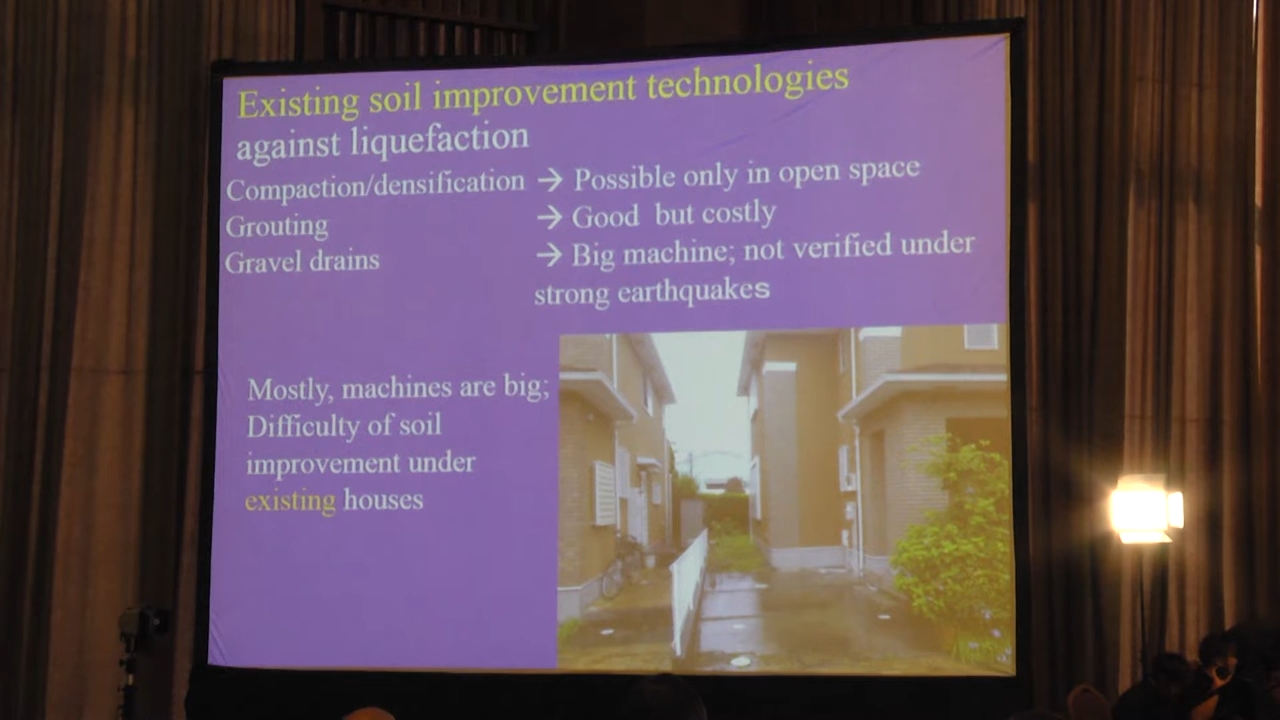 Existing soil improvement technologies
against liquefaction
Compaction/densification → Possible only in open space
Grouting → Good but costly
Gravel drains → Big machine; not verified under
strong earthquakes
Mostly, machines are big;
Difficulty of soil
improvement under
existing houses